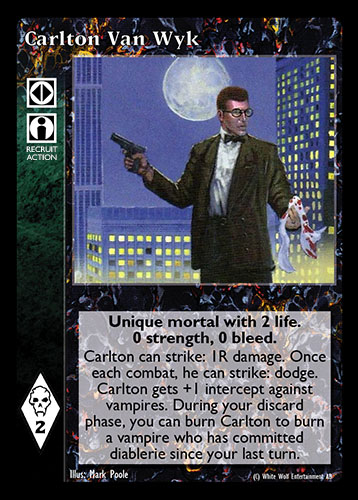 Carlton Van Wyk
RECRUIT
ACTION
Unique mortal with 2 life.
0 strength, 0 bleed.
Carlton can strike: 1R damage. Once
each combat, he can strike: dodge.
Carlton gets +1 intercept against
vampires. During your discard
phase, you can burn Carlton to burn
a vampire who has committed
diablerie since your last turn.
2
Illus: Mark Poole
(C) White Wolf Entertainment AB